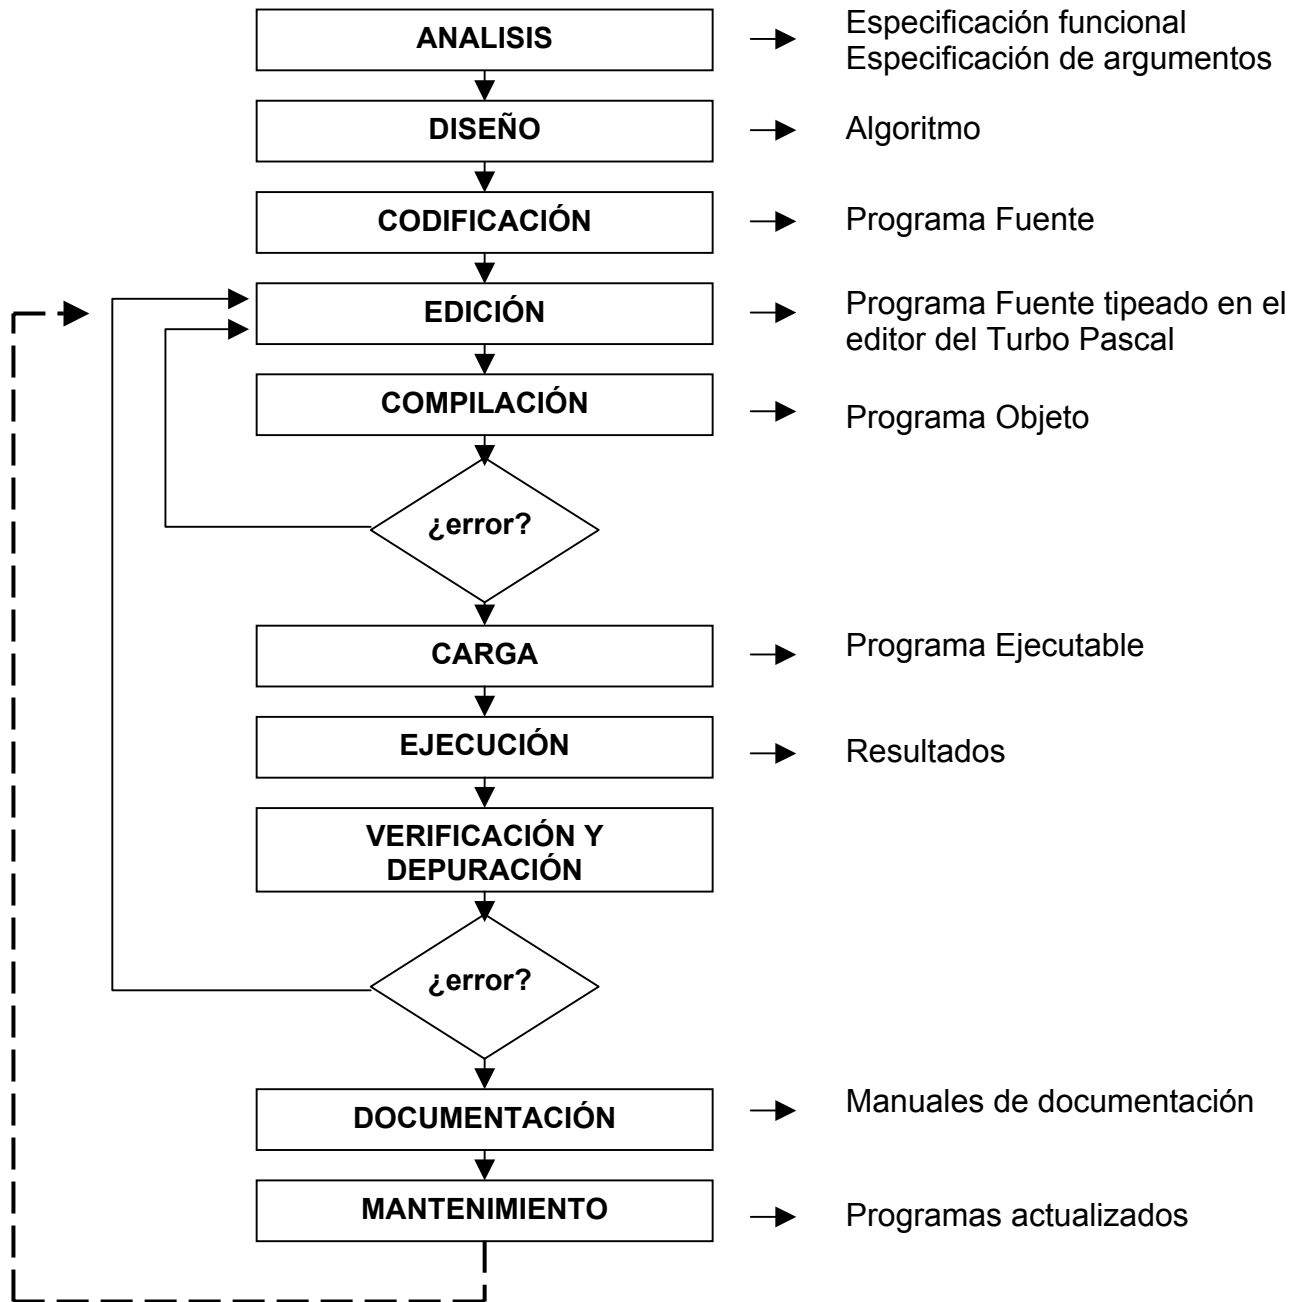 ANALISIS
Especificación funcional
Especificación de argumentos
DISEÑO
Algoritmo
CODIFICACIÓN
Programa Fuente
EDICIÓN
Programa Fuente tipeado en el
editor del Turbo Pascal
COMPILACIÓN
Programa Objeto
¿error?
CARGA
Programa Ejecutable
EJECUCIÓN
Resultados
VERIFICACIÓN Y
DEPURACIÓN
¿error?
DOCUMENTACIÓN
Manuales de documentación
MANTENIMIENTO
Programas actualizados